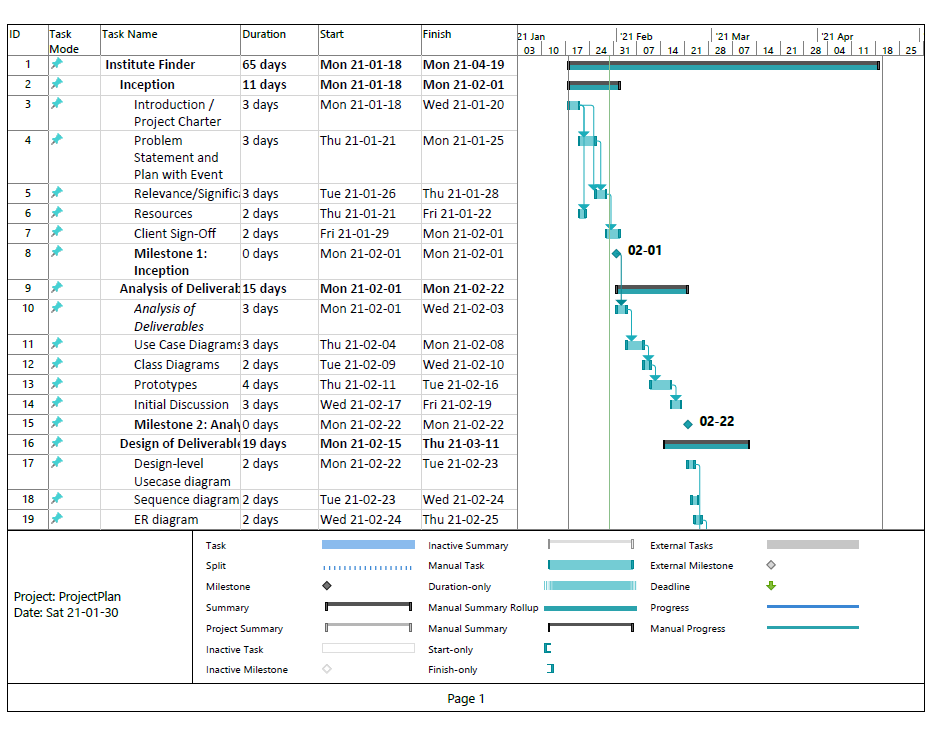 ID Task Mode Task Name Duration Start Finish
21 Jan '21 Feb '21 Mar '21 Apr
03 10 17 24 31 07 14 21 28 07 14 21 28 04 11 18 25
1 Institute Finder 65 days Mon 21-01-18 Mon 21-04-19
2 Inception 11 days Mon 21-01-18 Mon 21-02-01
3 Introduction / 3 days Mon 21-01-18 Wed 21-01-20
Project Charter
4 Problem 3 days Thu 21-01-21 Mon 21-01-25
Statement and
Plan with Event
5 Relevance/Signific 3 days Tue 21-01-26 Thu 21-01-28
6 Resources 2 days Thu 21-01-21 Fri 21-01-22
7 Client Sign-Off 2 days Fri 21-01-29 Mon 21-02-01
8 Milestone 1: 0 days Mon 21-02-01 Mon 21-02-01 02-01
Inception
9 Analysis of Deliverab 15 days Mon 21-02-01 Mon 21-02-22
10 Analysis of 3 days Mon 21-02-01 Wed 21-02-03
Deliverables
11 Use Case Diagrams 3 days Thu 21-02-04 Mon 21-02-08
12 Class Diagrams 2 days Tue 21-02-09 Wed 21-02-10
13 Prototypes 4 days Thu 21-02-11 Tue 21-02-16
14 Initial Discussion 3 days Wed 21-02-17 Fri 21-02-19
15 Milestone 2: Analy 0 days Mon 21-02-22 Mon 21-02-22 02-22
16 Design of Deliverable 19 days Mon 21-02-15 Thu 21-03-11
17 Design-level 2 days Mon 21-02-22 Tue 21-02-23
Usecase diagram
18 Sequence diagram 2 days Tue 21-02-23 Wed 21-02-24
19 ER diagram 2 days Wed 21-02-24 Thu 21-02-25
Project: ProjectPlan
Date: Sat 21-01-30
Task Inactive Summary External Tasks
Split Manual Task External Milestone
Milestone Duration-only Deadline
Summary Manual Summary Rollup Progress
Project Summary Manual Summary Manual Progress
Inactive Task Start-only
Inactive Milestone Finish-only
Page 1